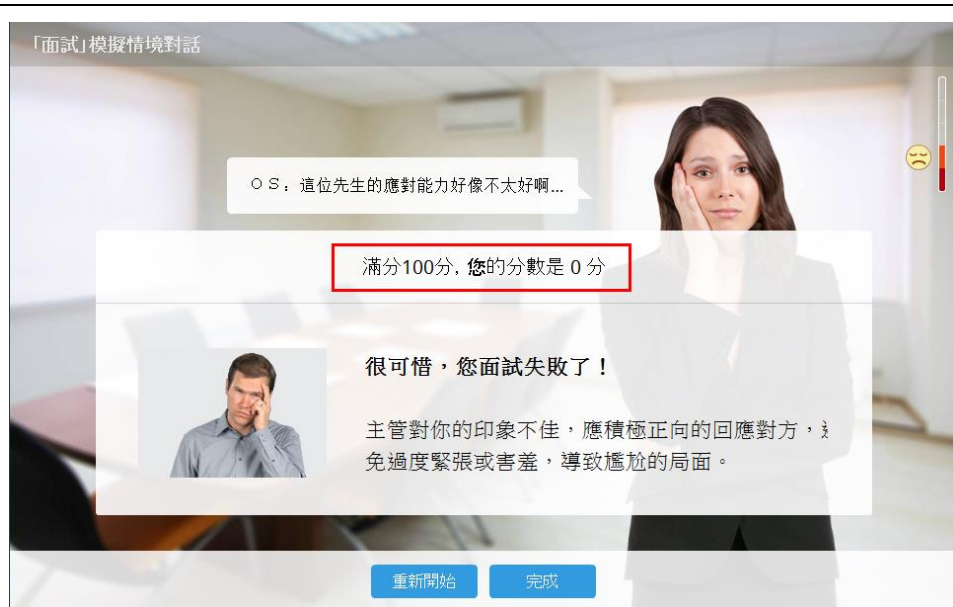 「面試」模擬情境對話
ＯＳ：這位先生的應對能力好像不太好啊...
滿分100分, 您的分數是 0 分
很可惜，您面試失敗了！
主管對你的印象不佳，應積極正向的回應對方，
免過度緊張或害羞，導致尷尬的局面。
重新開始
完成